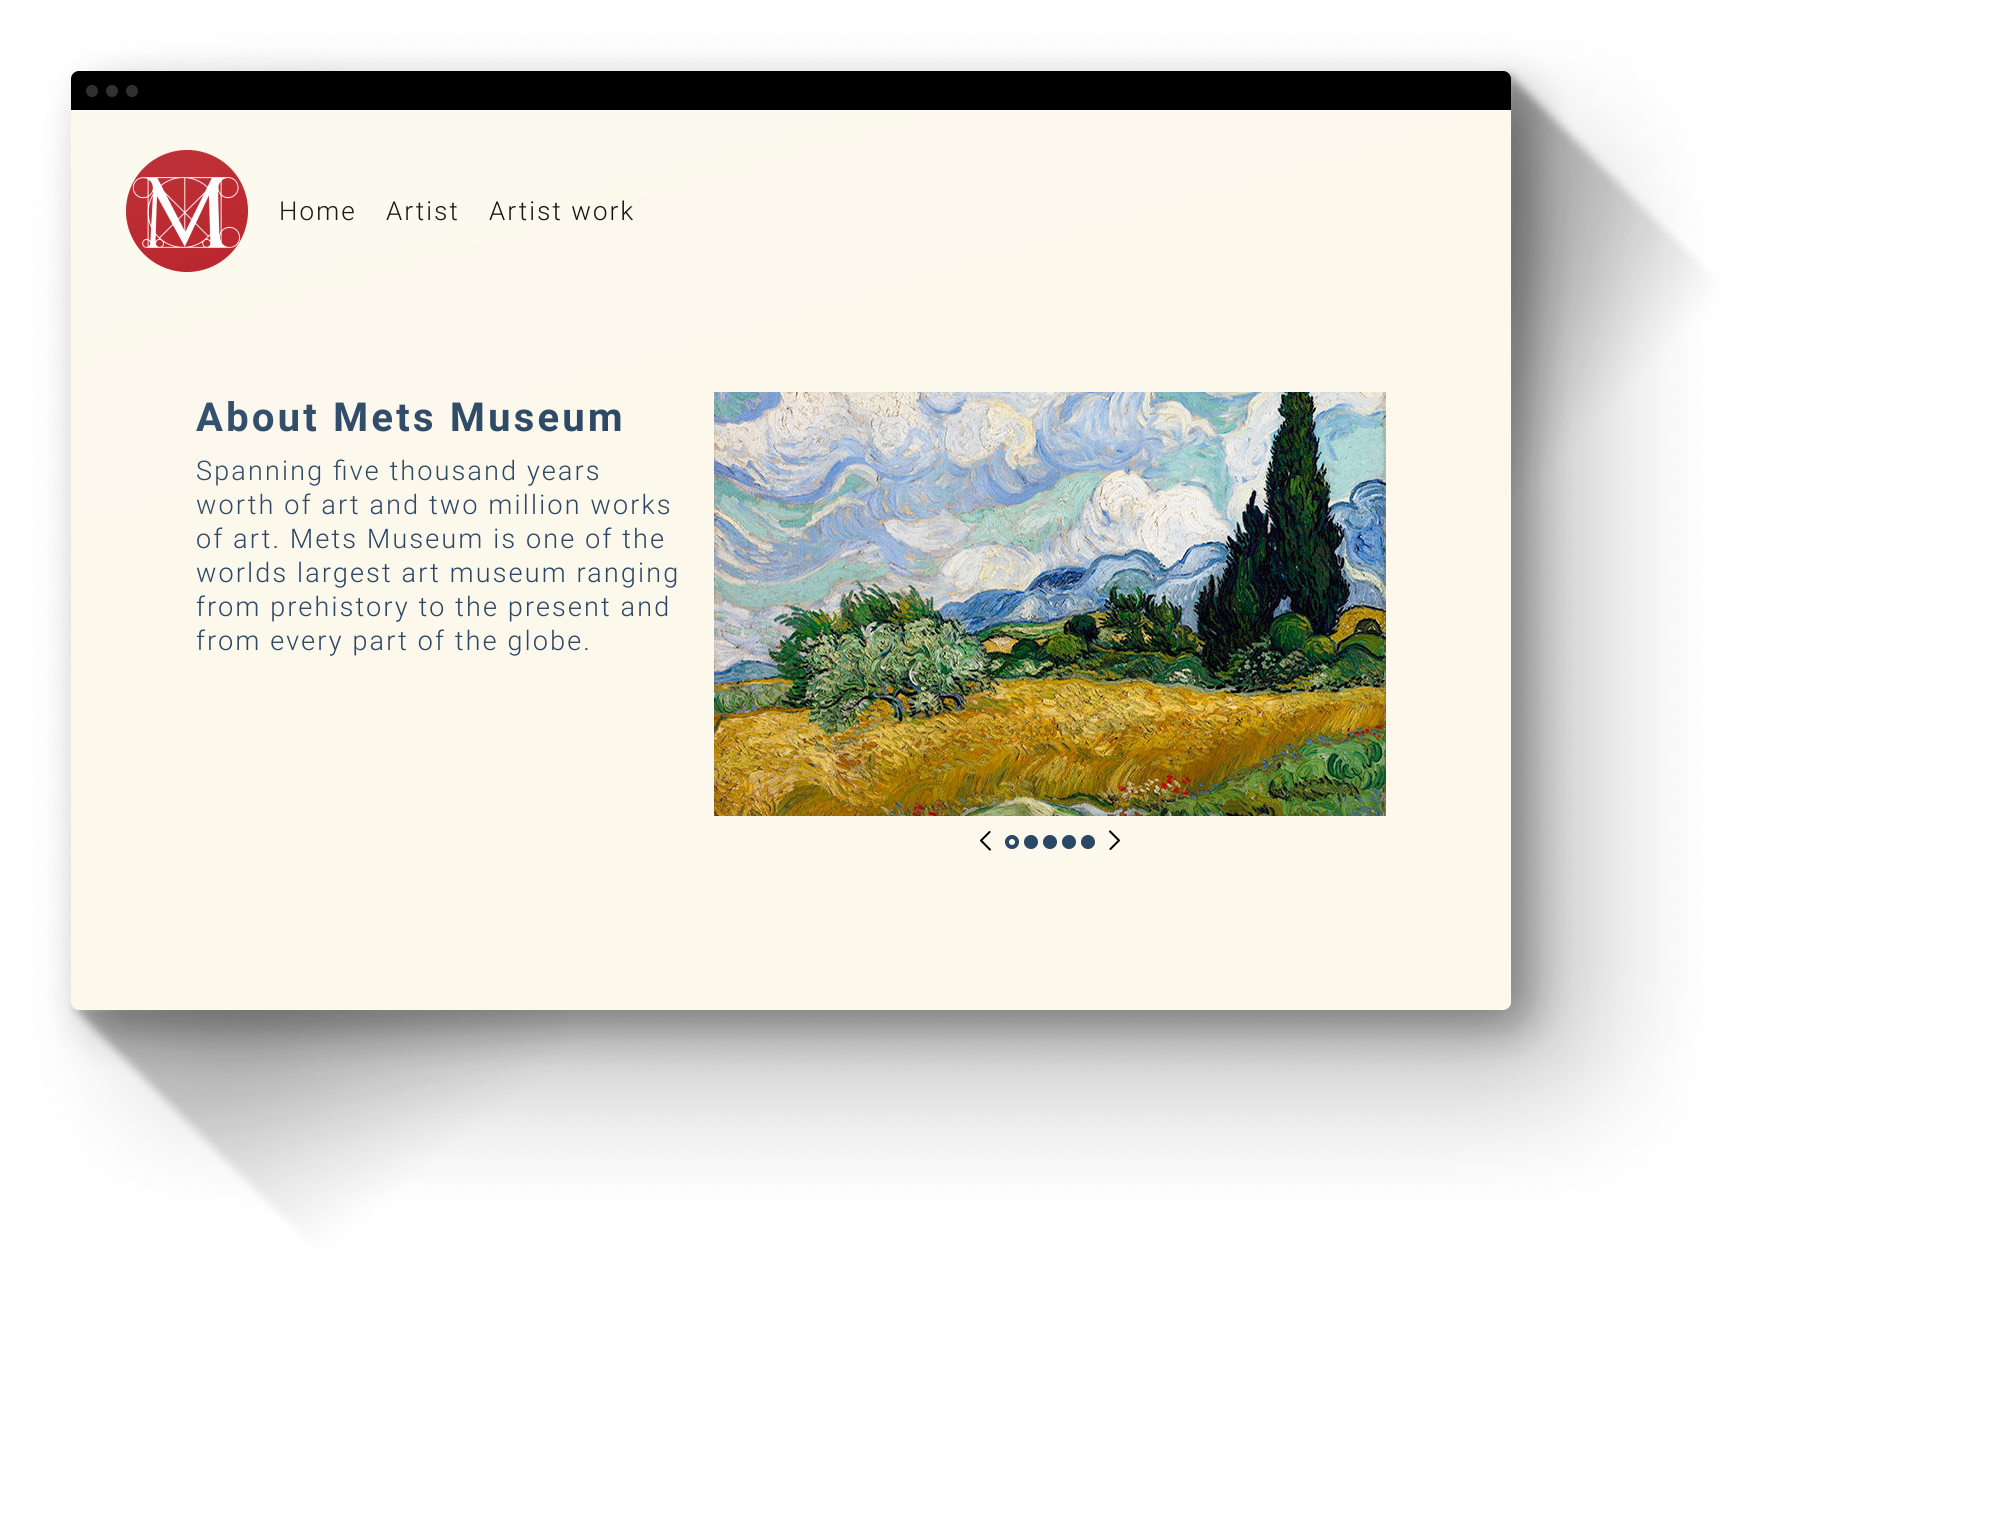 M
Home Artist Artist work
About Mets Museum
Spanning five thousand years
worth of art and two million works
of art. Mets Museum is one of the
worlds largest art museum ranging
from prehistory to the present and
from every part of the globe.